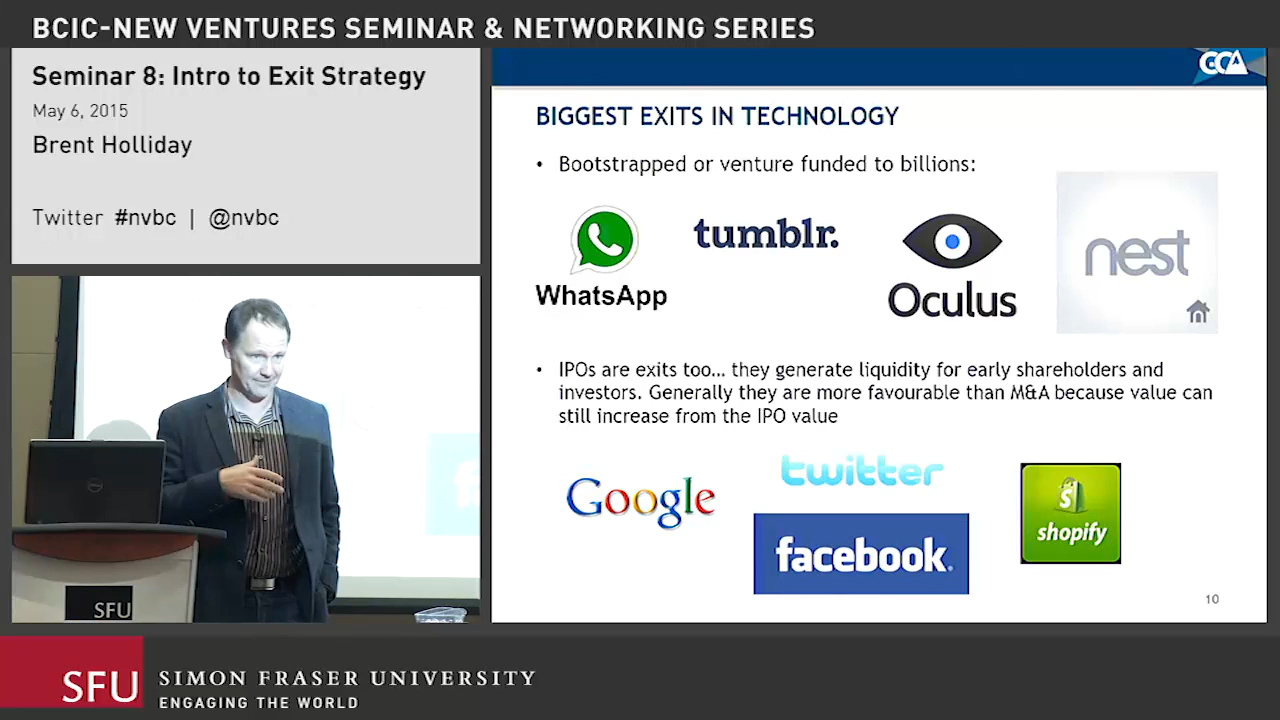 BCIC-NEW VENTURES SEMINAR & NETWORKING SERIES
Seminar 8: Intro to Exit Strategy
May 6, 2015
Brent Holliday
Twitter #nvbc | @nvbc
GCA
BIGGEST EXITS IN TECHNOLOGY
• Bootstrapped or venture funded to billions:
WhatsApp
tumblr.
Oculus
nest
• IPOs are exits too... they generate liquidity for early shareholders and
investors. Generally they are more favourable than M&A because value can
still increase from the IPO value
Google
twitter
facebook.
shopify
10
SFU
SFU SIMON FRASER UNIVERSITY
ENGAGING THE WORLD